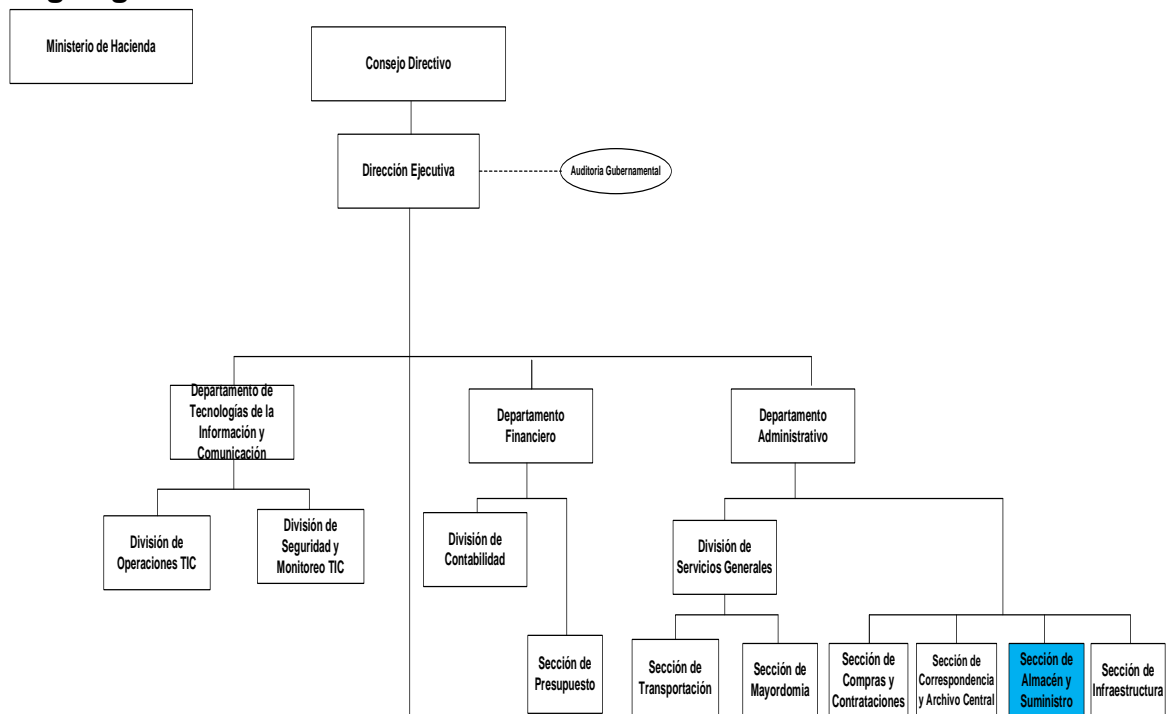 Ministerio de Hacienda
Consejo Directivo
Dirección Ejecutiva
Auditoria Gubernamental
Departamento de
Tecnologías de la
Información y
Comunicación
Departamento
Financiero
Departamento
Administrativo
División de
Operaciones TIC
División de
Seguridad y
Monitoreo TIC
División de
Contabilidad
División de
Servicios Generales
Sección de
Presupuesto
Sección de
Transportación
Sección de
Mayordomia
Sección de
Compras y
Contrataciones
Sección de
Correspondencia
y Archivo Central
Sección de
Almacén y
Suministro
Sección de
Infraestructura